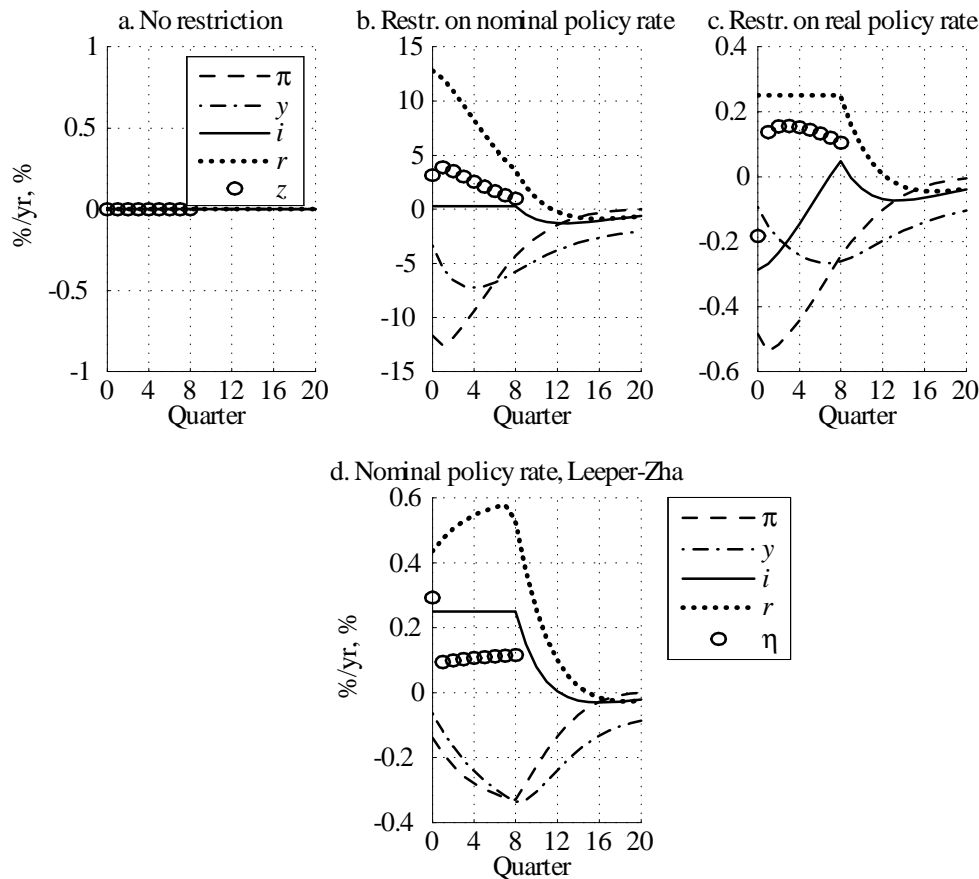 a. No restriction
1
0.5
0
-0.5
-1
%/yr, %
π
y
i
r
z
0 4 8 12 16 20
Quarter
b. Restr. on nominal policy rate
15
10
5
0
-5
-10
-15
0 4 8 12 16 20
Quarter
c. Restr. on real policy rate
0.4
0.2
0
-0.2
-0.4
-0.6
0 4 8 12 16 20
Quarter
d. Nominal policy rate, Leeper-Zha
0.6
0.4
0.2
0
-0.2
-0.4
%/yr, %
0 4 8 12 16 20
Quarter
π
y
i
r
η